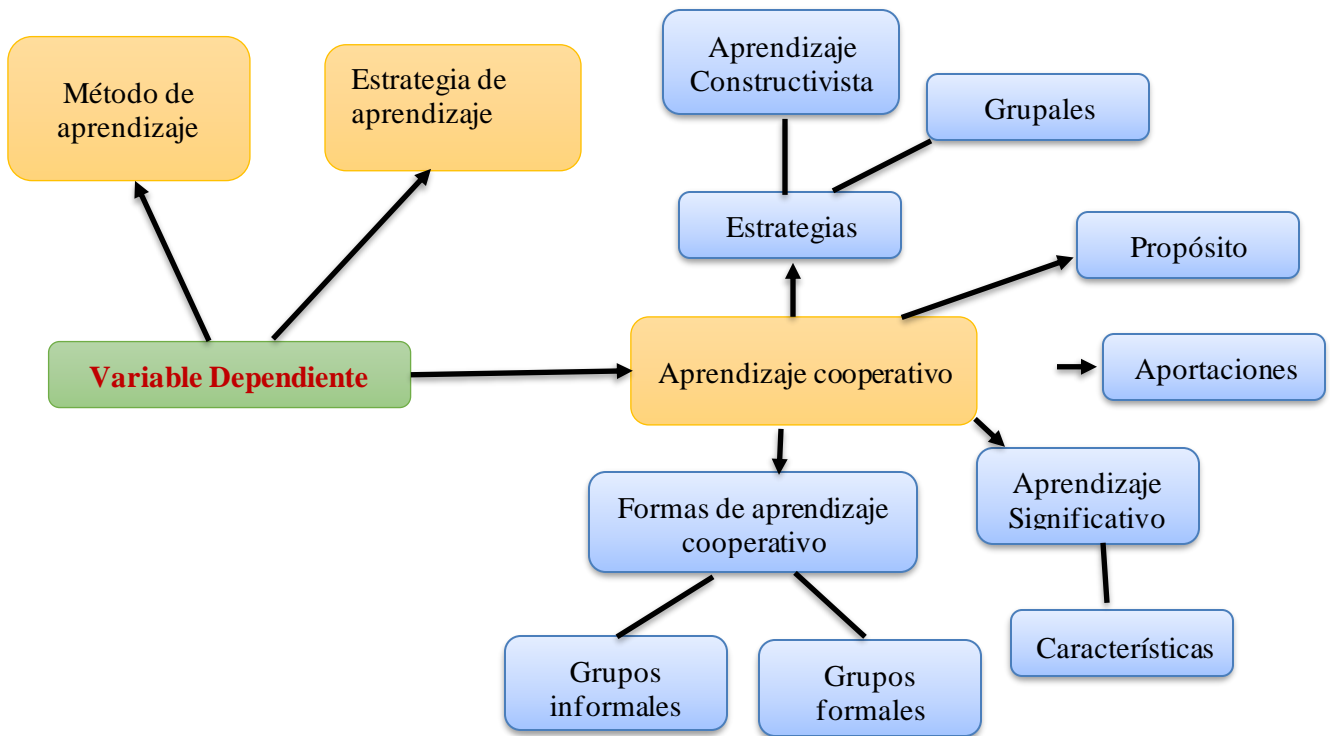 Aprendizaje
Constructivista
Método de
aprendizaje
Estrategia de
aprendizaje
Grupales
Estrategias
Propósito
Variable Dependiente
Aprendizaje cooperativo
Aportaciones
Formas de aprendizaje
cooperativo
Aprendizaje
Significativo
Grupos
informales
Grupos
formales
Características